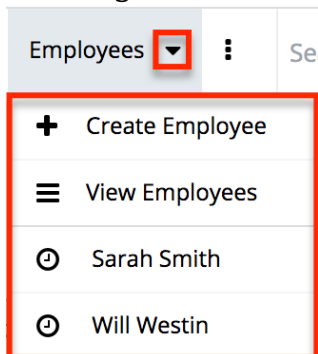 Employees
Se
Create Employee
View Employees
Sarah Smith
Will Westin